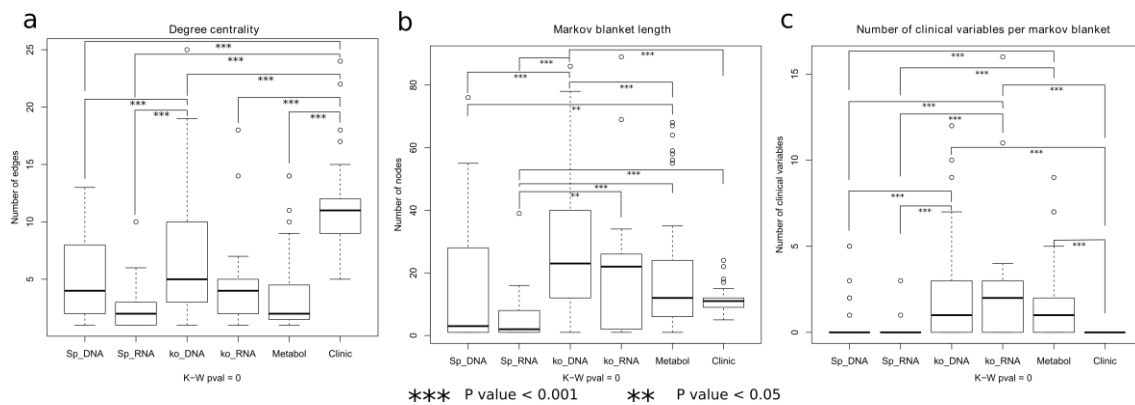 a
Degree centrality
Number of edges
25
20
15
10
5
***
***
***
***
***
***
***
Sp_DNA Sp_RNA ko_DNA ko_RNA Metabol Clinic
K−W pval = 0
b
Markov blanket length
Number of nodes
80
60
40
20
0
***
***
***
***
**
***
***
**
Sp_DNA Sp_RNA ko_DNA ko_RNA Metabol Clinic
K−W pval = 0
c
Number of clinical variables per markov blanket
Number of clinical variables
15
10
5
0
***
***
***
***
***
***
***
***
***
Sp_DNA Sp_RNA ko_DNA ko_RNA Metabol Clinic
K−W pval = 0
*** P value < 0.001 ** P value < 0.05